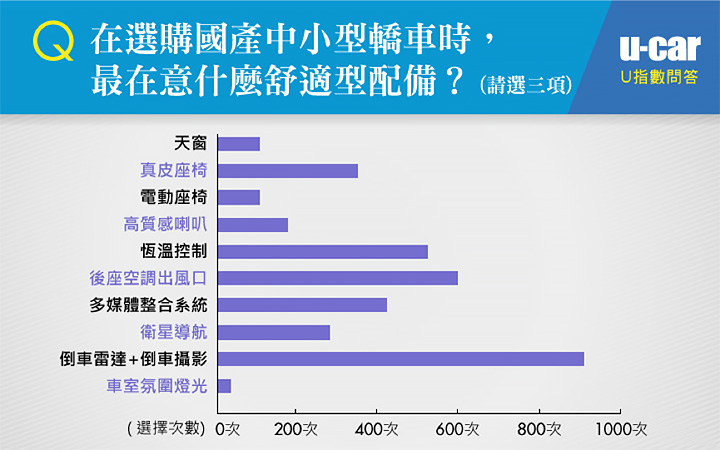 Q
在選購國產中小型轎車時，
最在意什麼舒適型配備？(請選三項)
u-car
U指數問答
天窗
真皮座椅
電動座椅
高質感喇叭
恆溫控制
後座空調出風口
多媒體整合系統
衛星導航
倒車雷達+倒車攝影
車室氛圍燈光
(選擇次數) 0次 200次 400次 600次 800次 1000次